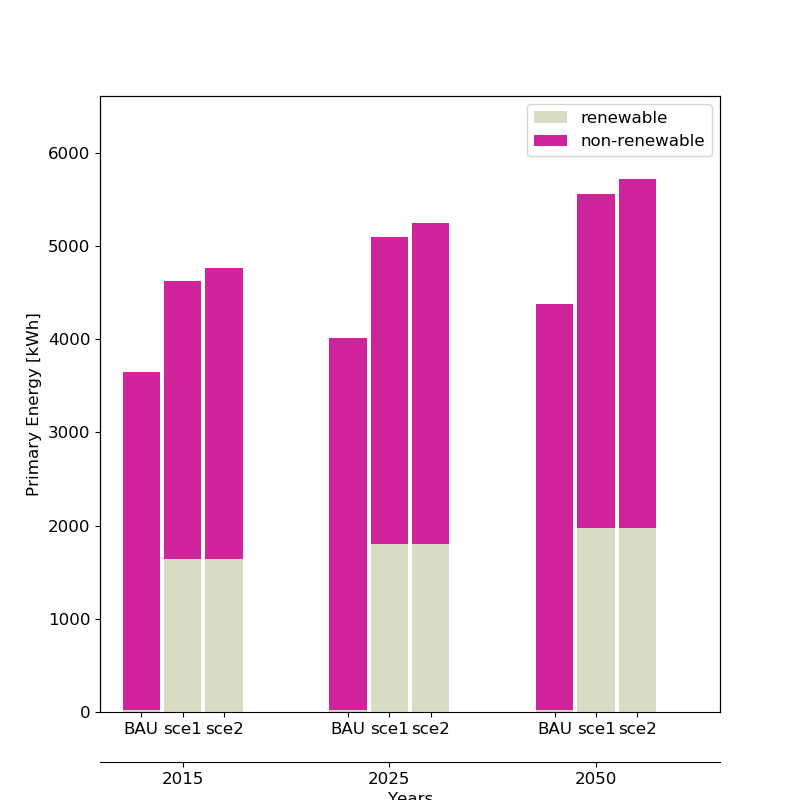 renewable
non-renewable
Primary Energy [kWh]
6000
5000
4000
3000
2000
1000
0
BAU sce1 sce2 BAU sce1 sce2 BAU sce1 sce2
2015 2025 2050
Years